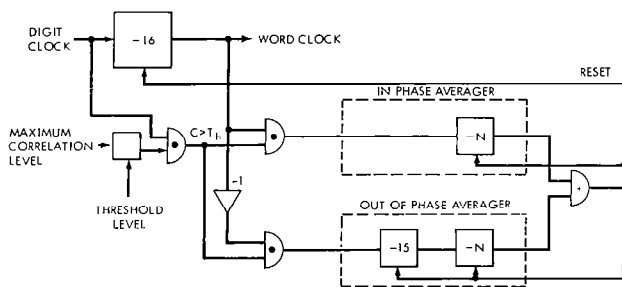 DIGIT
CLOCK
-16
WORD CLOCK
RESET
IN PHASE AVERAGER
-N
MAXIMUM
CORRELATION
LEVEL
C>Th
THRESHOLD
LEVEL
-1
OUT OF PHASE AVERAGER
-15
-N
+